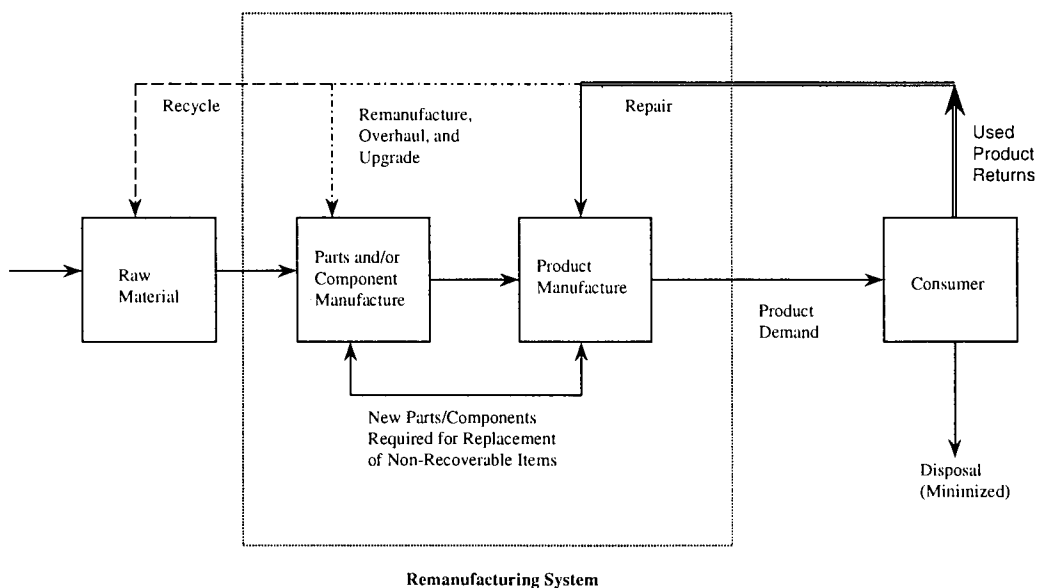 Recycle
Remanufacture,
Overhaul, and
Upgrade
Repair
Used
Product
Returns
Raw
Material
Parts and/or
Component
Manufacture
Product
Manufacture
Consumer
Product
Demand
New Parts/Components
Required for Replacement
of Non-Recoverable Items
Disposal
(Minimized)
Remanufacturing System